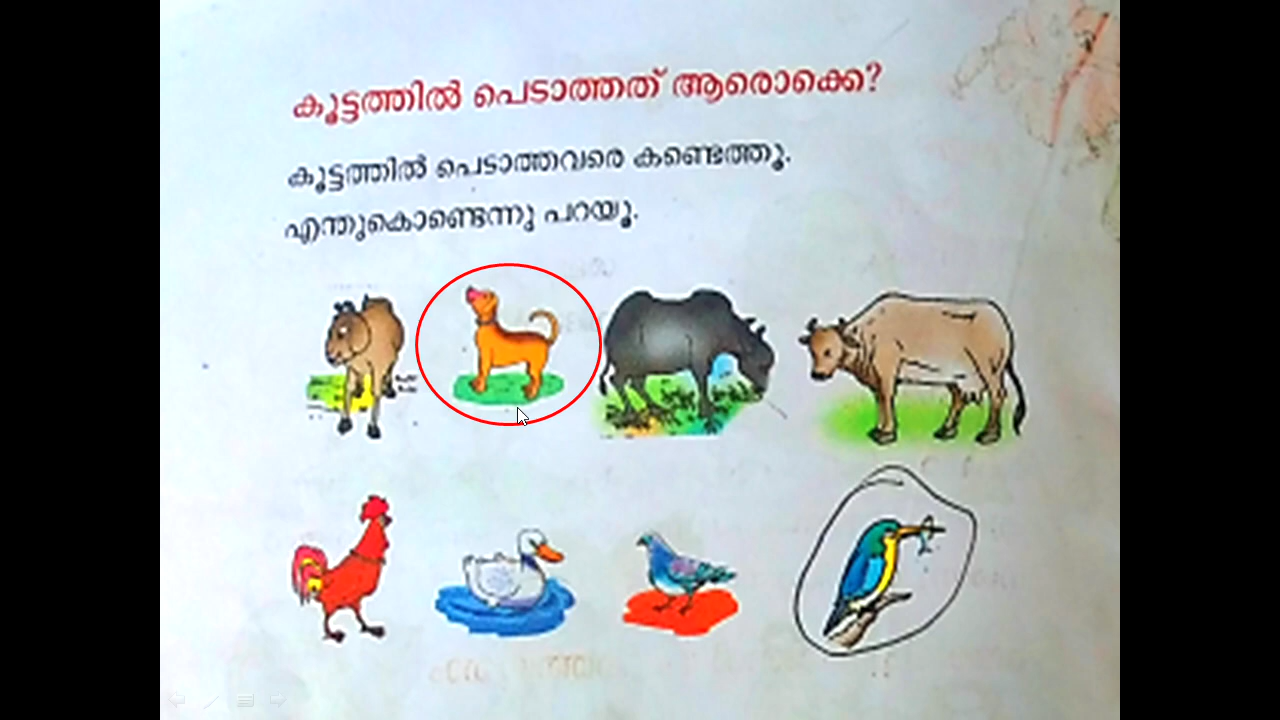 കൂട്ടത്തിൽ പെടാത്തത് ആരൊക്കെ?
കൂട്ടത്തിൽ പെടാത്തവരെ കണ്ടെത്തൂ.
എന്തുകൊണ്ടെന്നു പറയൂ.